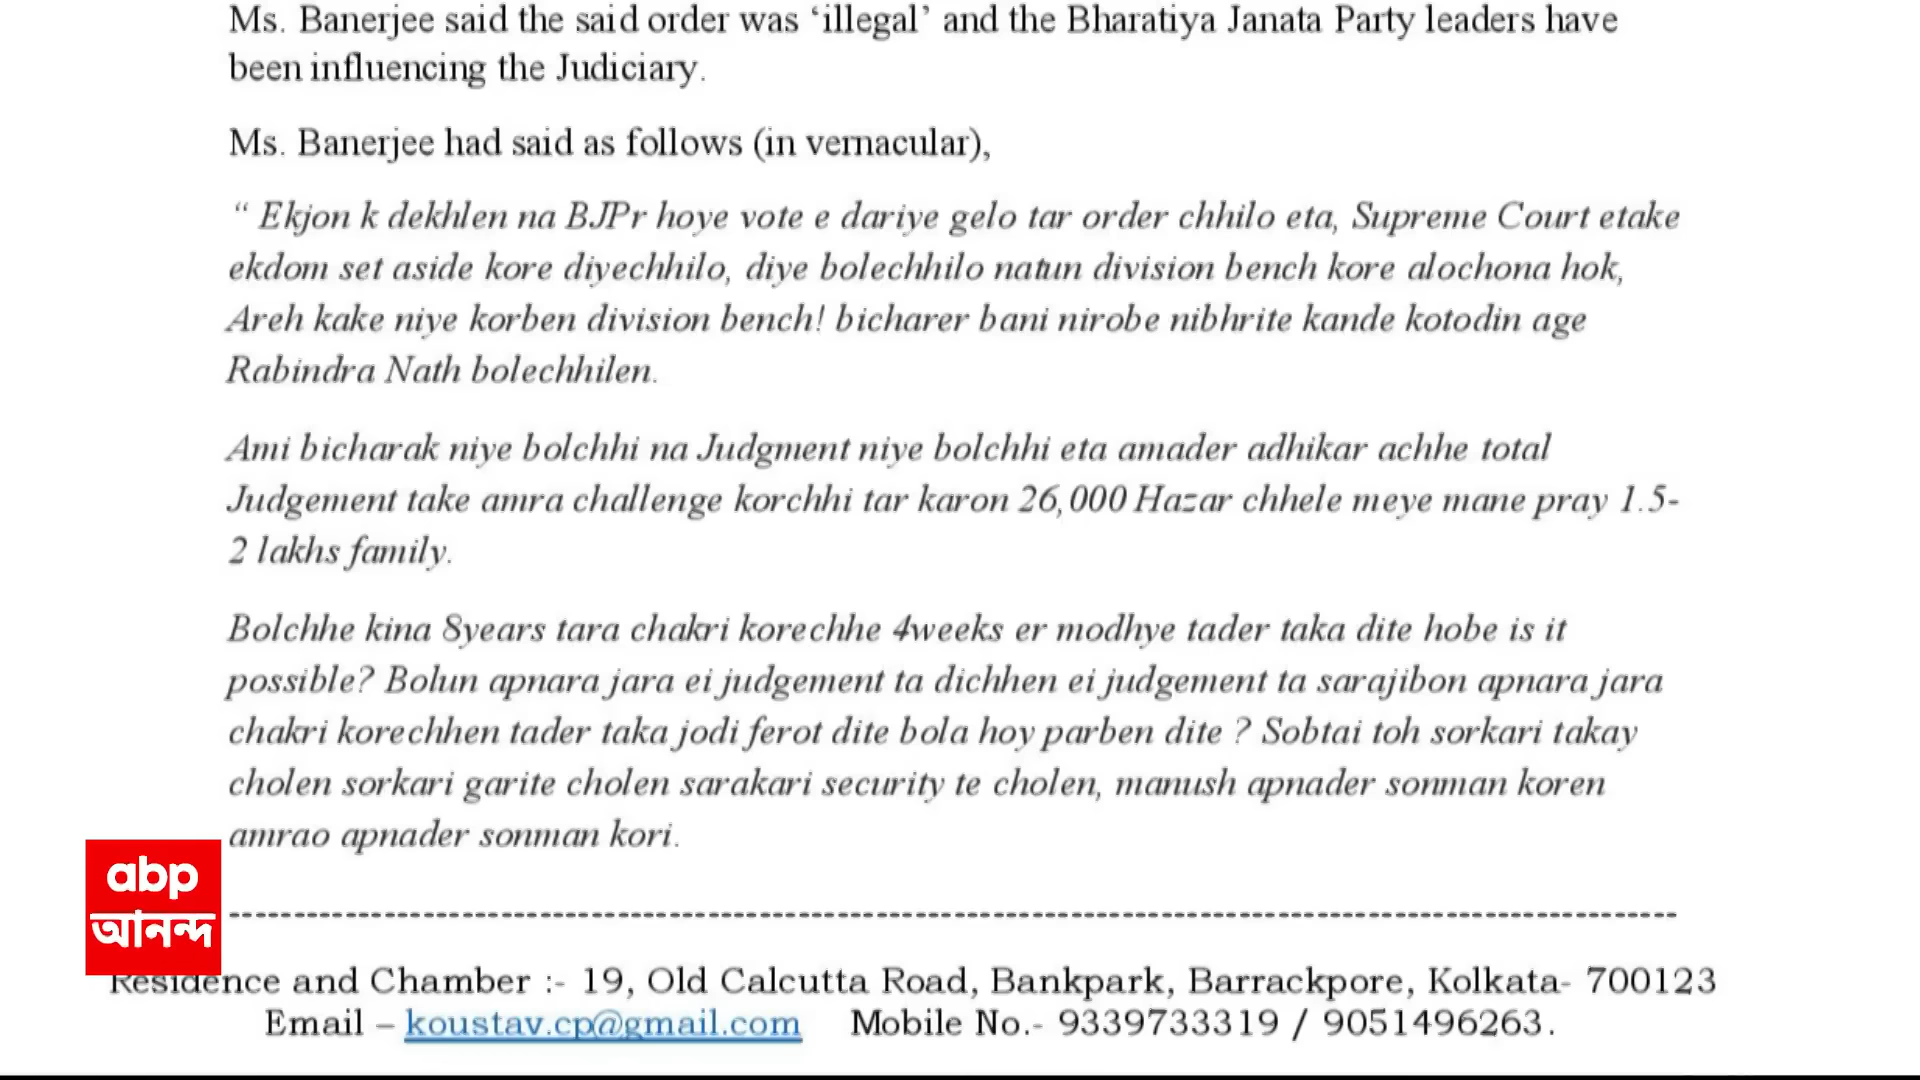 Ms. Banerjee said the said order was ‘illegal’ and the Bharatiya Janata Party leaders have
been influencing the Judiciary.
Ms. Banerjee had said as follows (in vernacular),
“ Ekjon k dekhlen na BJPr hoye vote e dariye gelo tar order chhilo eta, Supreme Court etake
ekdom set aside kore diyechhilo, diye bolechhilo natun division bench kore alochona hok,
Areh kake niye korben division bench! bicharer bani nirobe nibhrite kande kotodin age
Rabindra Nath bolechhilen.
Ami bicharak niye bolchhi na Judgment niye bolchhi eta amader adhikar achhe total
Judgement take amra challenge korchhi tar karon 26,000 Hazar chhele meye mane pray 1.5-
2 lakhs family.
Bolchhe kina 8years tara chakri korechhe 4weeks er modhye tader taka dite hobe is it
possible? Bolun apnara jara ei judgement ta dichhen ei judgement ta sarajibon apnara jara
chakri korechhen tader taka jodi ferot dite bola hoy parben dite ? Sobtai toh sorkari takay
cholen sorkari garite cholen sarakari security te cholen, manush apnader sonman koren
amrao apnader sonman kori.
abp
আনন্দ
---------------------------------------------------------------------------------------------------------------
Residence and Chamber :- 19, Old Calcutta Road, Bankpark, Barrackpore, Kolkata- 700123
Email – koustav.cp@gmail.com Mobile No.- 9339733319 / 9051496263.